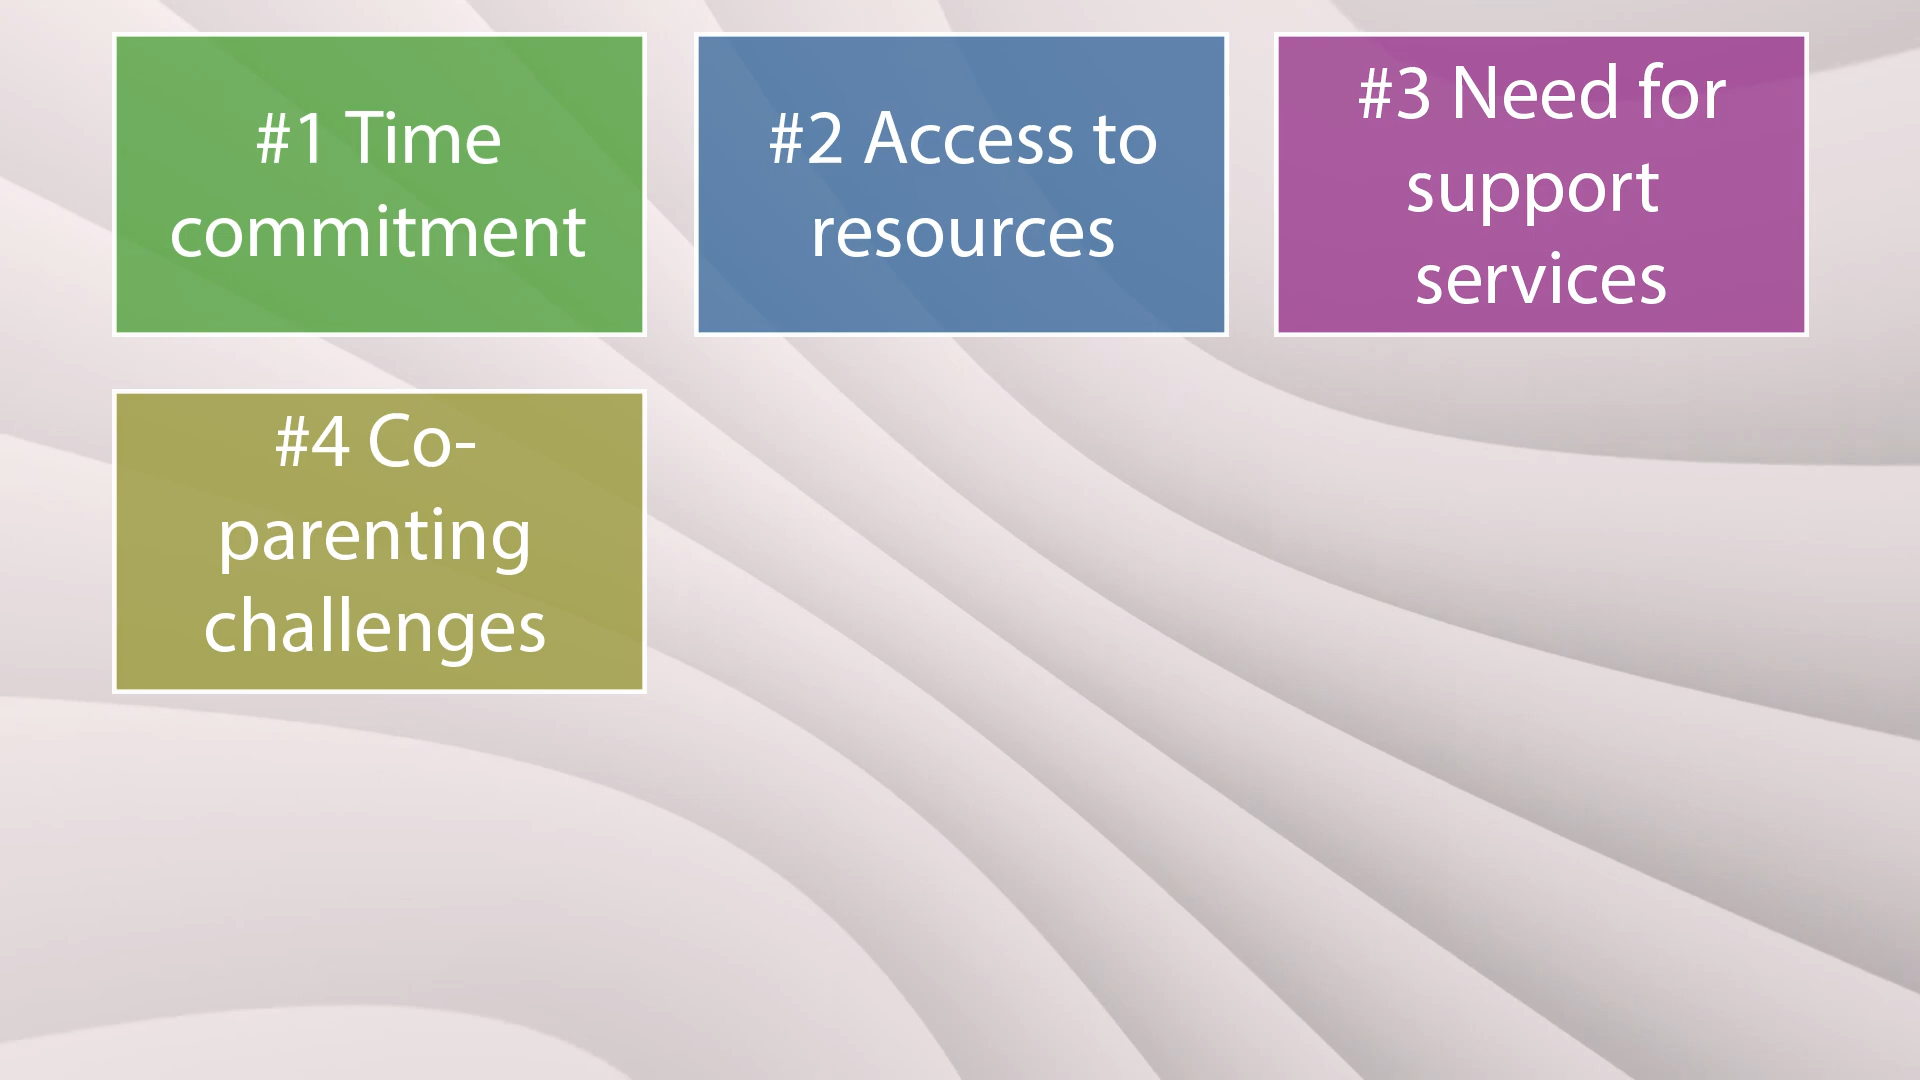 #1 Time
commitment
#2 Access to
resources
#3 Need for
support
services
#4 Co-
parenting
challenges